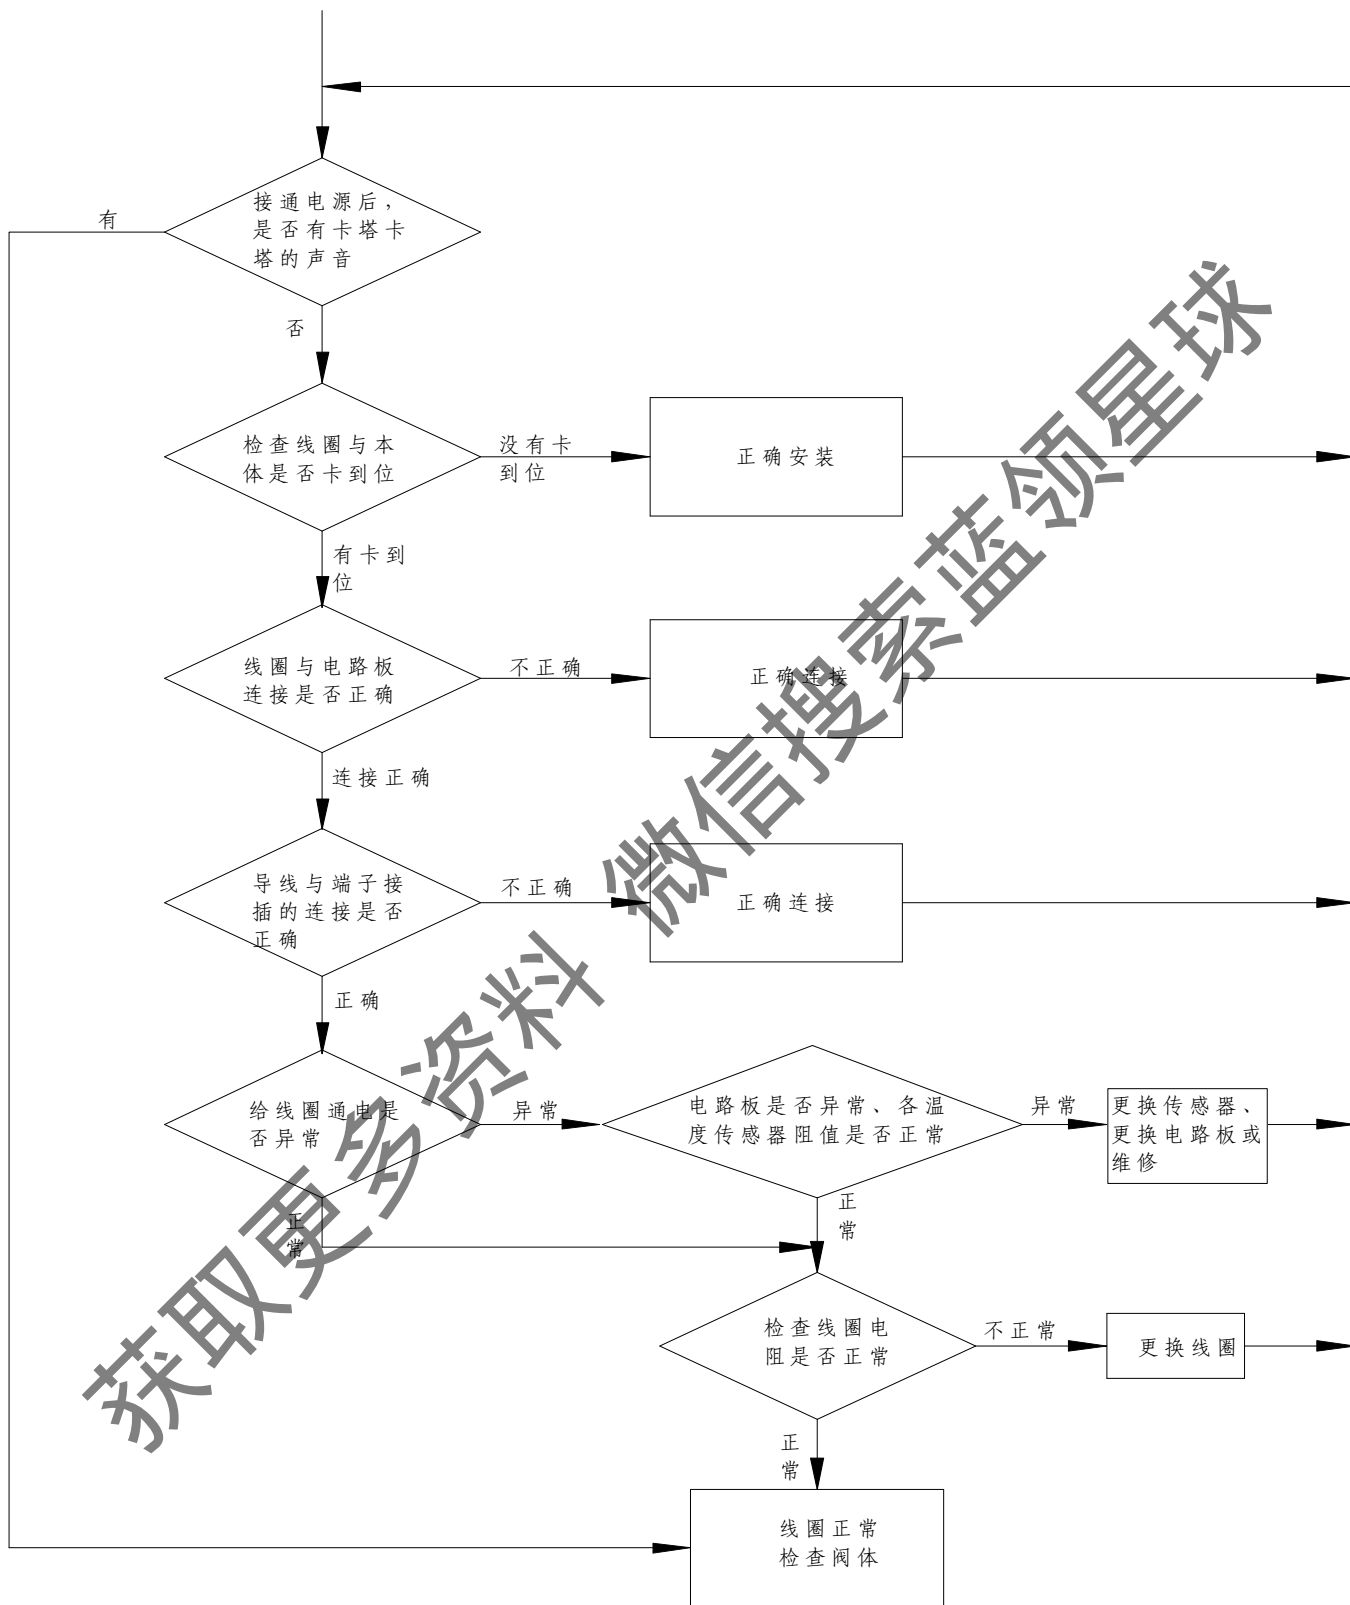 接通电源后，
是否有卡塔卡
塔的声音
有
否
检查线圈与本
体是否卡到位
没有卡
到位
正确安装
有卡到
位
线圈与电路板
连接是否正确
不正确
正确连接
连接正确
导线与端子接
插的连接是否
正确
不正确
正确连接
正确
给线圈通电是
否异常
异常
电路板是否异常、各温
度传感器阻值是否正常
异常
更换传感器、
更换电路板或
维修
正
常
正
常
检查线圈电
阻是否正常
不正常
更换线圈
正
常
线圈正常
检查阀体
获取更多资料 微信搜索蓝领星球